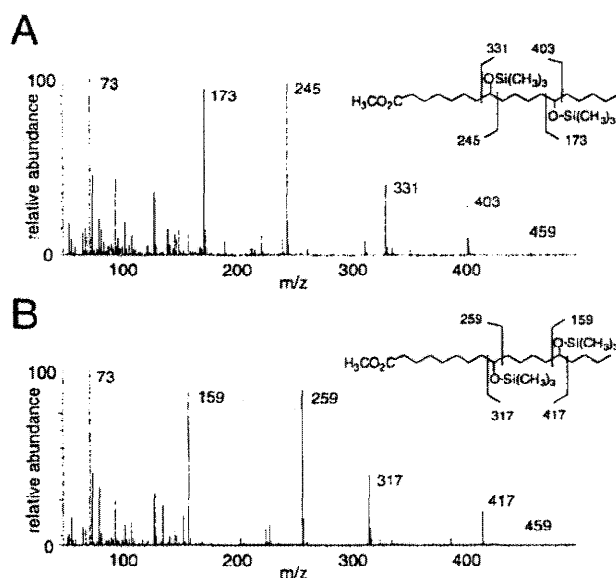 A
relative abundance
100
0
73
173
245
331
403
459
100
200
300
400
m/z
331
403
OSi(CH₃)₃
H₃CO₂C
O-Si(CH₃)₃
245
173
B
relative abundance
100
0
73
159
259
317
417
459
100
200
300
400
m/z
259
159
O-Si(CH₃)₃
H₃CO₂C
O-Si(CH₃)₃
317
417